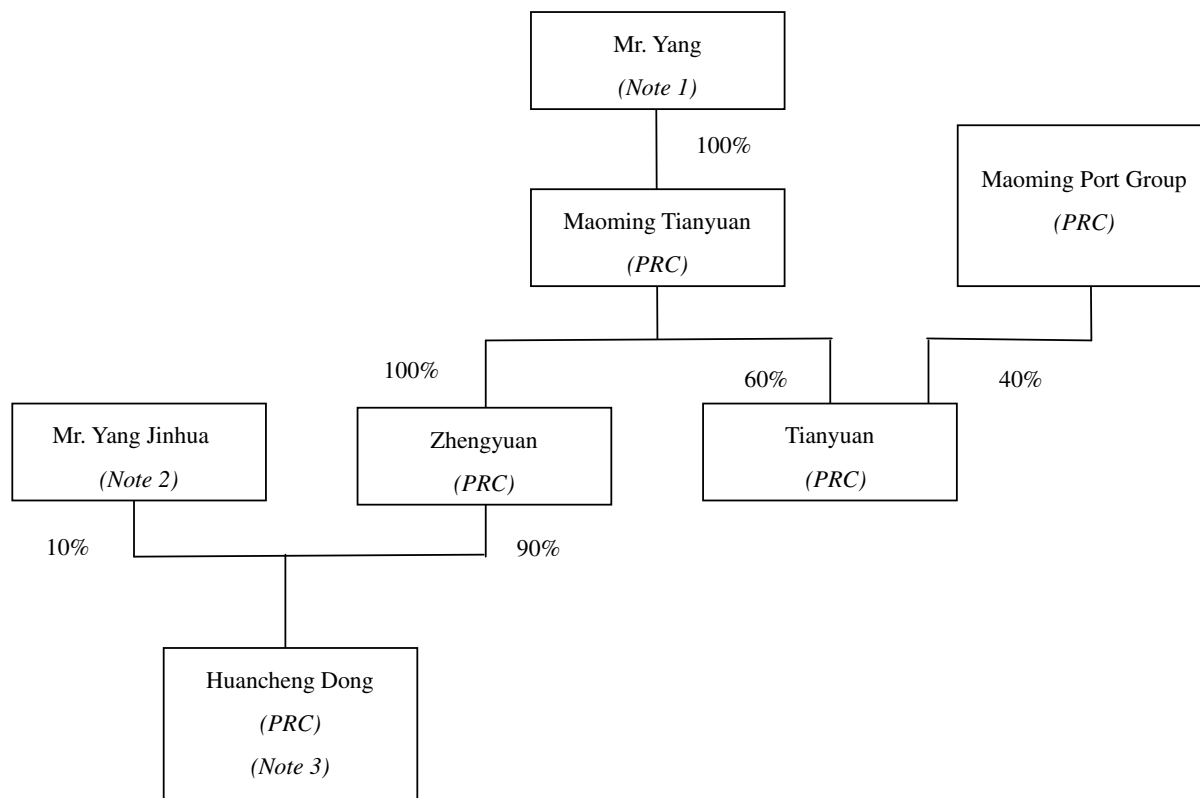 Mr. Yang
(Note 1)
100%
Maoming Port Group
(PRC)
Maoming Tianyuan
(PRC)
100%
60%
40%
Mr. Yang Jinhua
(Note 2)
Zhengyuan
(PRC)
Tianyuan
(PRC)
10%
90%
Huancheng Dong
(PRC)
(Note 3)